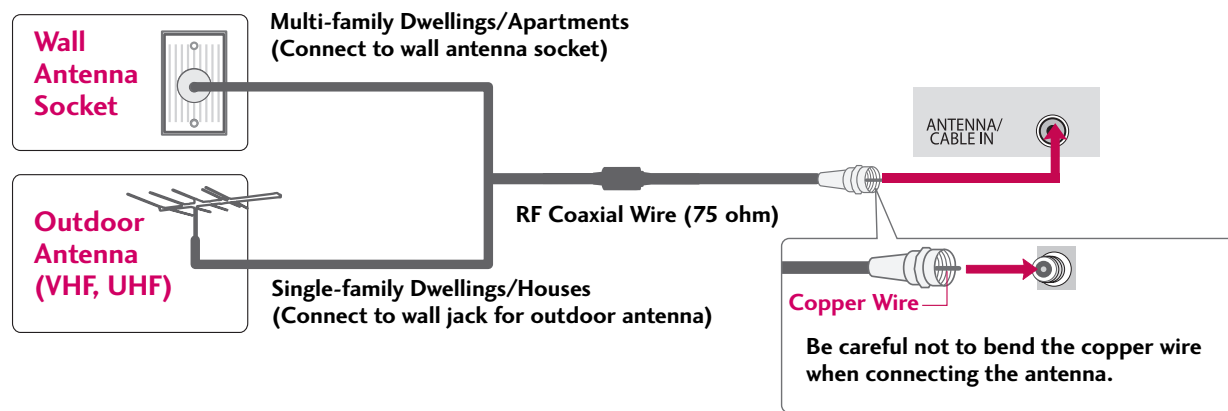 Wall
Antenna
Socket
Multi-family Dwellings/Apartments
(Connect to wall antenna socket)
ANTENNA/
CABLE IN
Outdoor
Antenna
(VHF, UHF)
RF Coaxial Wire (75 ohm)
Single-family Dwellings/Houses
(Connect to wall jack for outdoor antenna)
Copper Wire
Be careful not to bend the copper wire
when connecting the antenna.